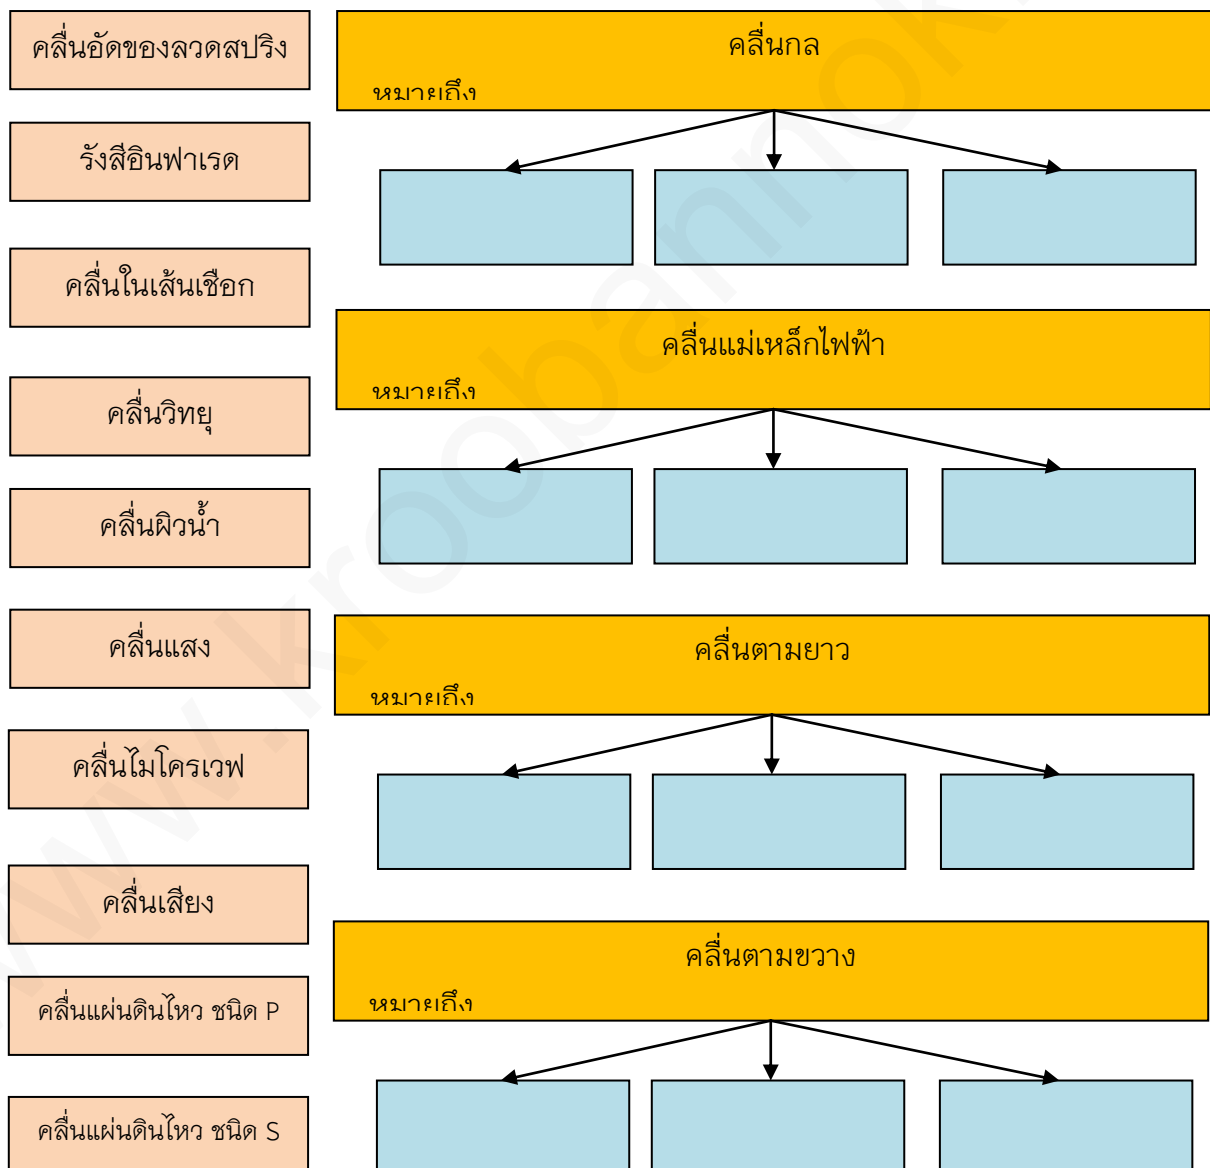 คลื่นอัดของลวดสปริง
รังสีอินฟาเรด
คลื่นในเส้นเชือก
คลื่นวิทยุ
คลื่นผิวน้ำ
คลื่นแสง
คลื่นไมโครเวฟ
คลื่นเสียง
คลื่นแผ่นดินไหว ชนิด P
คลื่นแผ่นดินไหว ชนิด S
คลื่นกล
หมายถึง
คลื่นแม่เหล็กไฟฟ้า
หมายถึง
คลื่นตามยาว
หมายถึง
คลื่นตามขวาง
หมายถึง